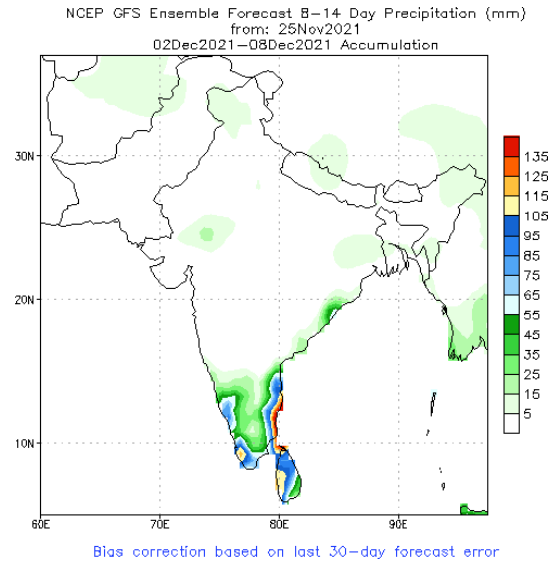 NCEP GFS Ensemble Forecast 8-14 Day Precipitation (mm)
from: 25Nov2021
02Dec2021-08Dec2021 Accumulation
30N
20N
10N
60E
70E
80E
90E
135
125
115
105
95
85
75
65
55
45
35
25
15
5
Bias correction based on last 30-day forecast error